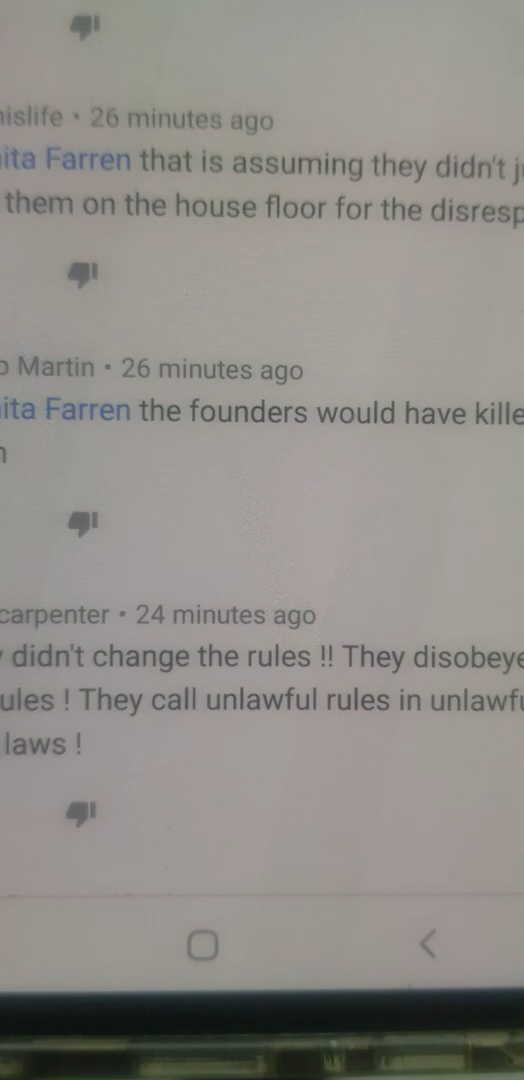 nislife • 26 minutes ago
ita Farren that is assuming they didn't j
them on the house floor for the disresp
Martin • 26 minutes ago
ita Farren the founders would have kille
carpenter • 24 minutes ago
didn't change the rules !! They disobeye
ules ! They call unlawful rules in unlawfu
laws !